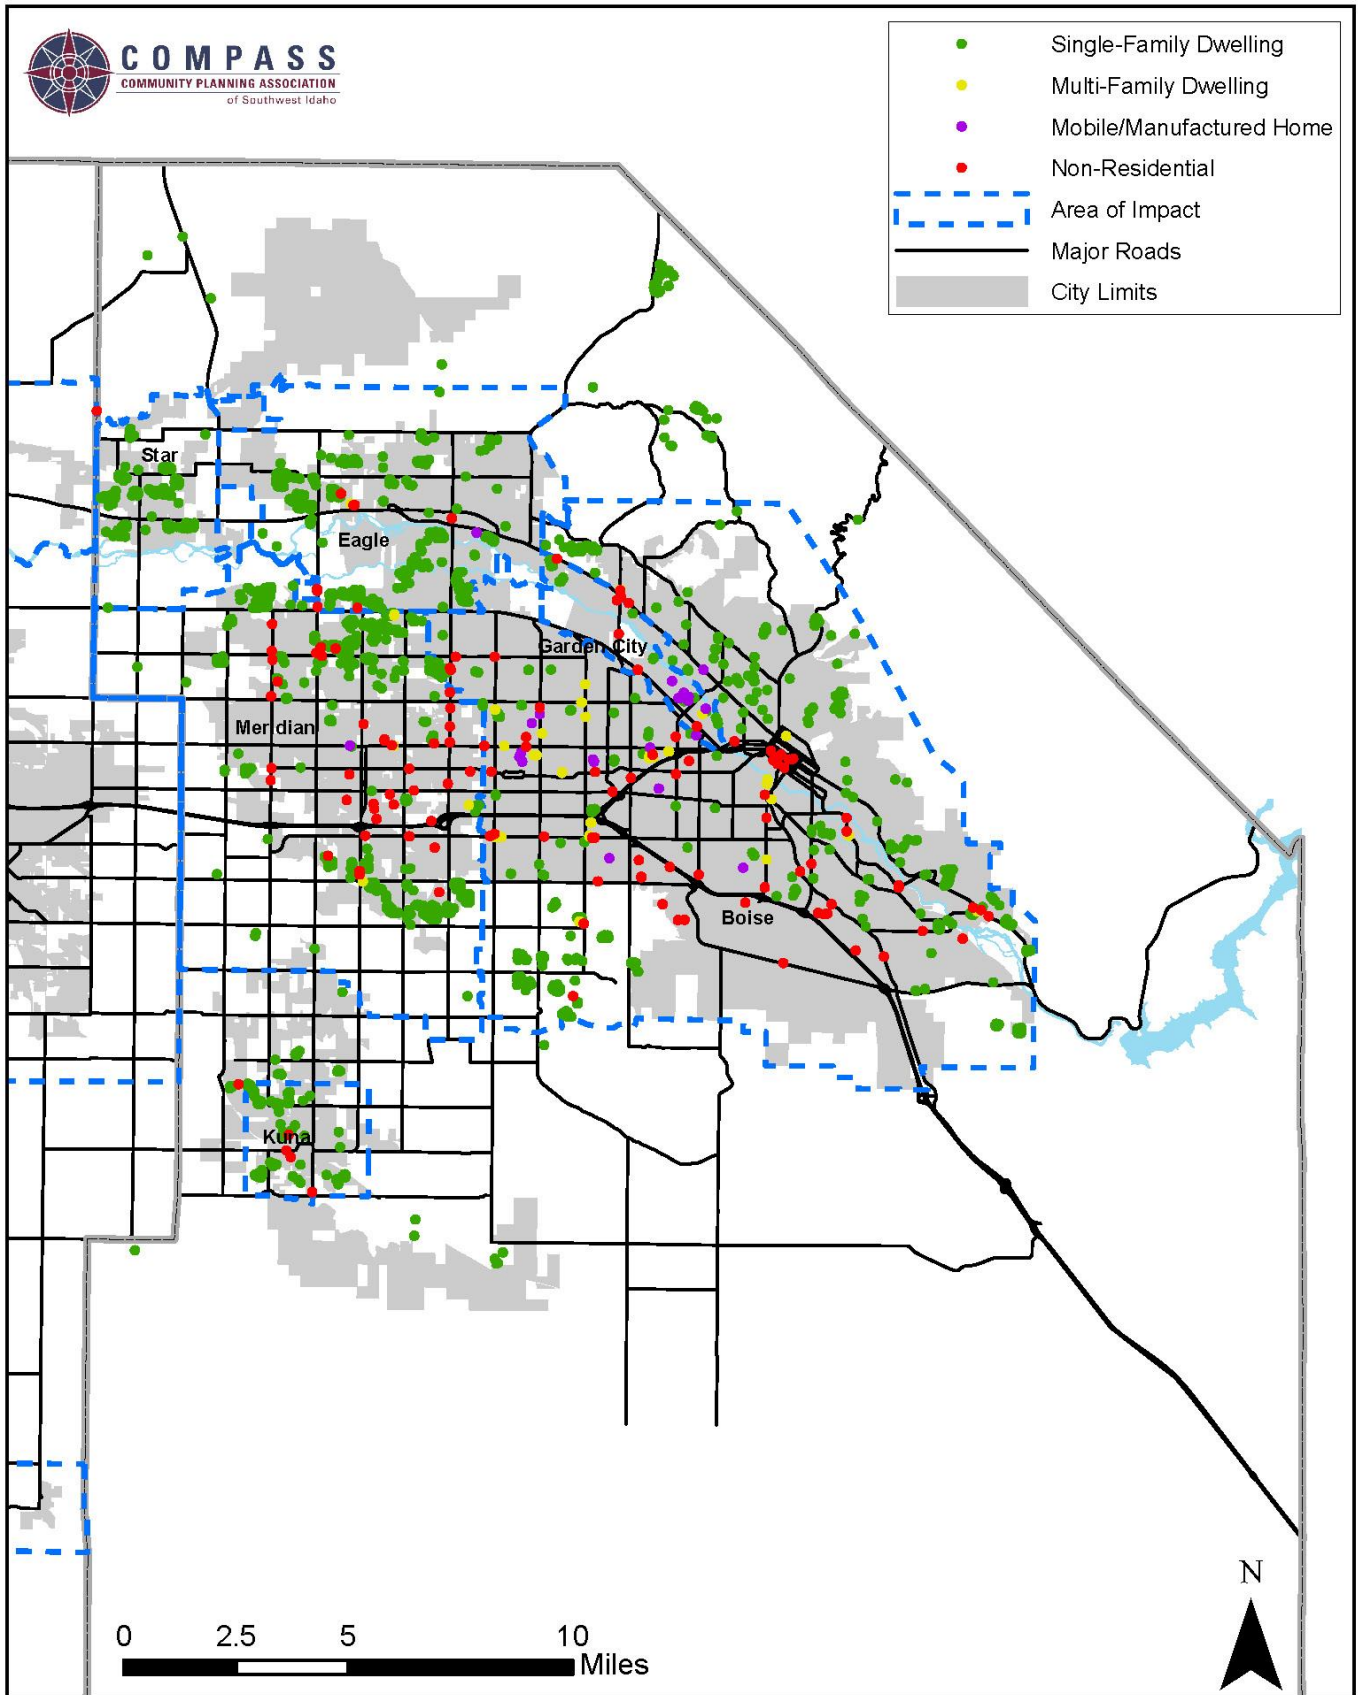 COMPASS
COMMUNITY PLANNING ASSOCIATION
of Southwest Idaho
Single-Family Dwelling
Multi-Family Dwelling
Mobile/Manufactured Home
Non-Residential
Area of Impact
Major Roads
City Limits
Star
Eagle
Garden City
Meridian
Boise
Kuna
N
0 2.5 5 10
Miles